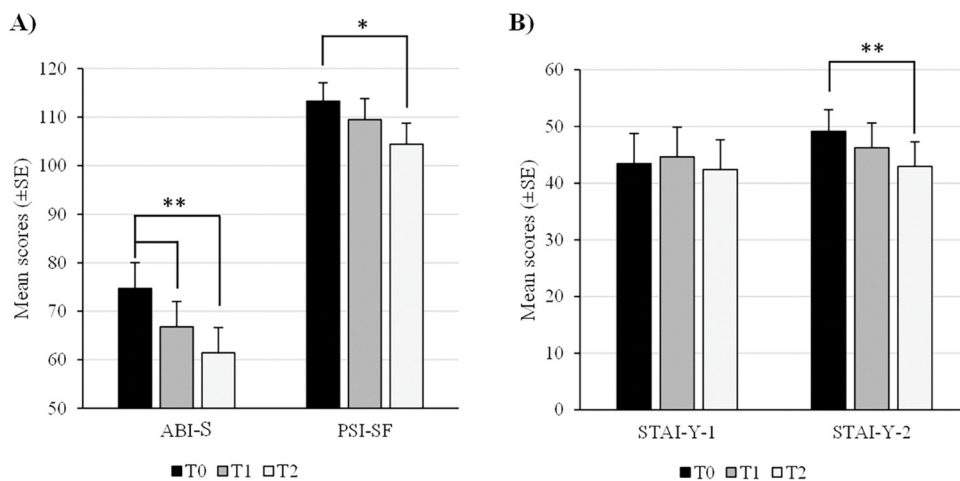 A)
*
120
110
100
90
80
70
60
50
**
Mean scores (±SE)
ABI-S PSI-SF
T0 T1 T2
B)
**
60
50
40
30
20
10
0
Mean scores (±SE)
STAI-Y-1 STAI-Y-2
T0 T1 T2